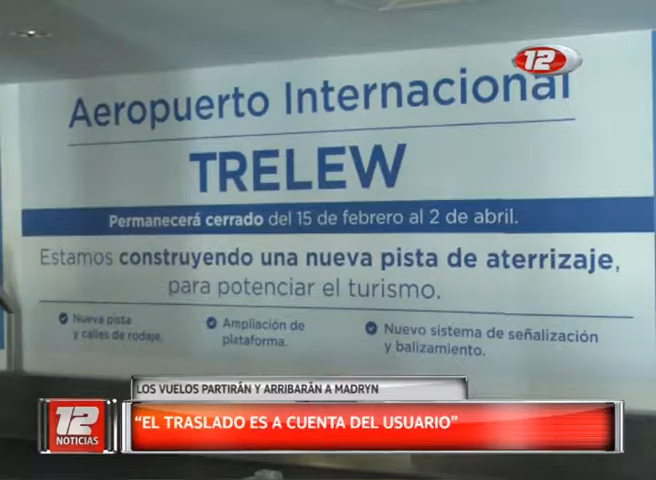 12
Aeropuerto Internacional
TRELEW
Permanecerá cerrado del 15 de febrero al 2 de abril.
Estamos construyendo una nueva pista de aterrizaje,
para potenciar el turismo.
Nueva pista
y calles de rodaje.
Ampliación de
plataforma.
Nuevo sistema de señalización
y balizamiento.
LOS VUELOS PARTIRÁN Y ARRIBARÁN A MADRYN
12
NOTICIAS
“EL TRASLADO ES A CUENTA DEL USUARIO”